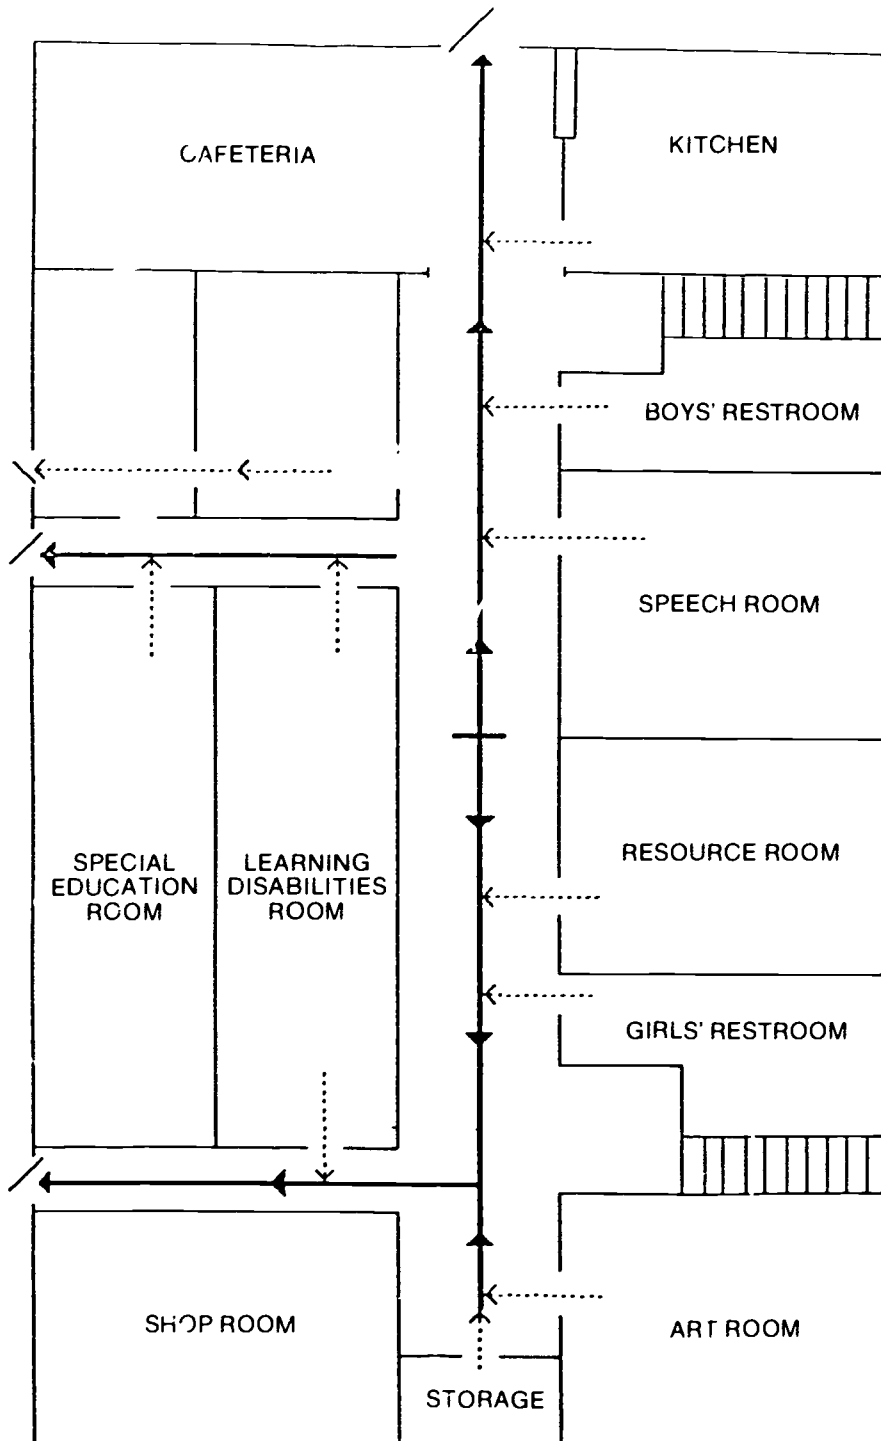 CAFETERIA
KITCHEN
BOYS' RESTROOM
SPEECH ROOM
RESOURCE ROOM
SPECIAL
EDUCATION
ROOM
LEARNING
DISABILITIES
ROOM
GIRLS' RESTROOM
SHOP ROOM
ART ROOM
STORAGE